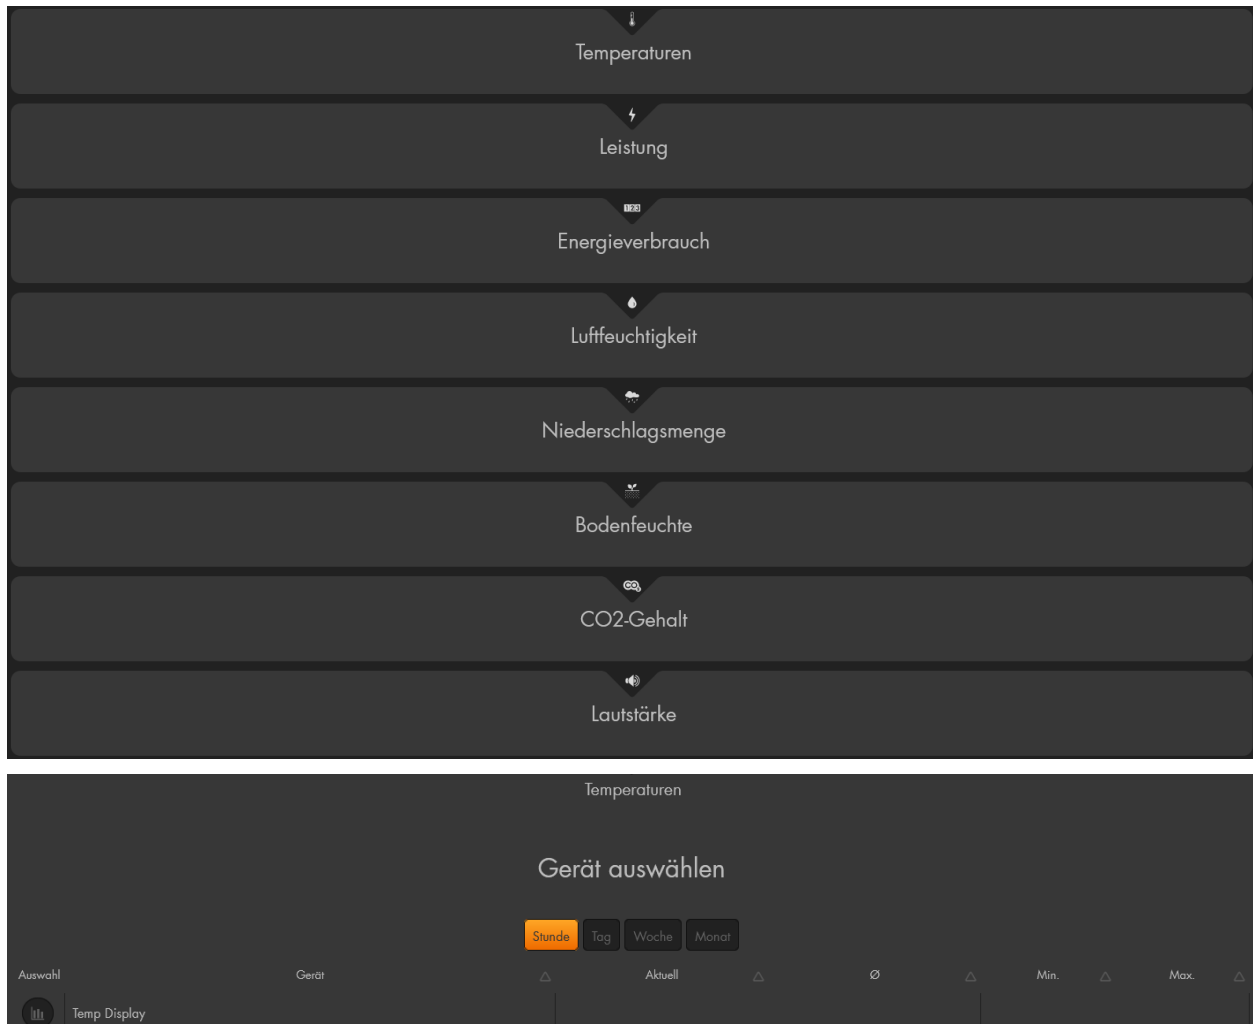 Temperaturen
Leistung
123
Energieverbrauch
Luftfeuchtigkeit
Niederschlagsmenge
Bodenfeuchte
CO2
CO2-Gehalt
Lautstärke
Temperaturen
Gerät auswählen
Stunde Tag Woche Monat
Auswahl Gerät Aktuell Ø Min. Max.
Temp Display